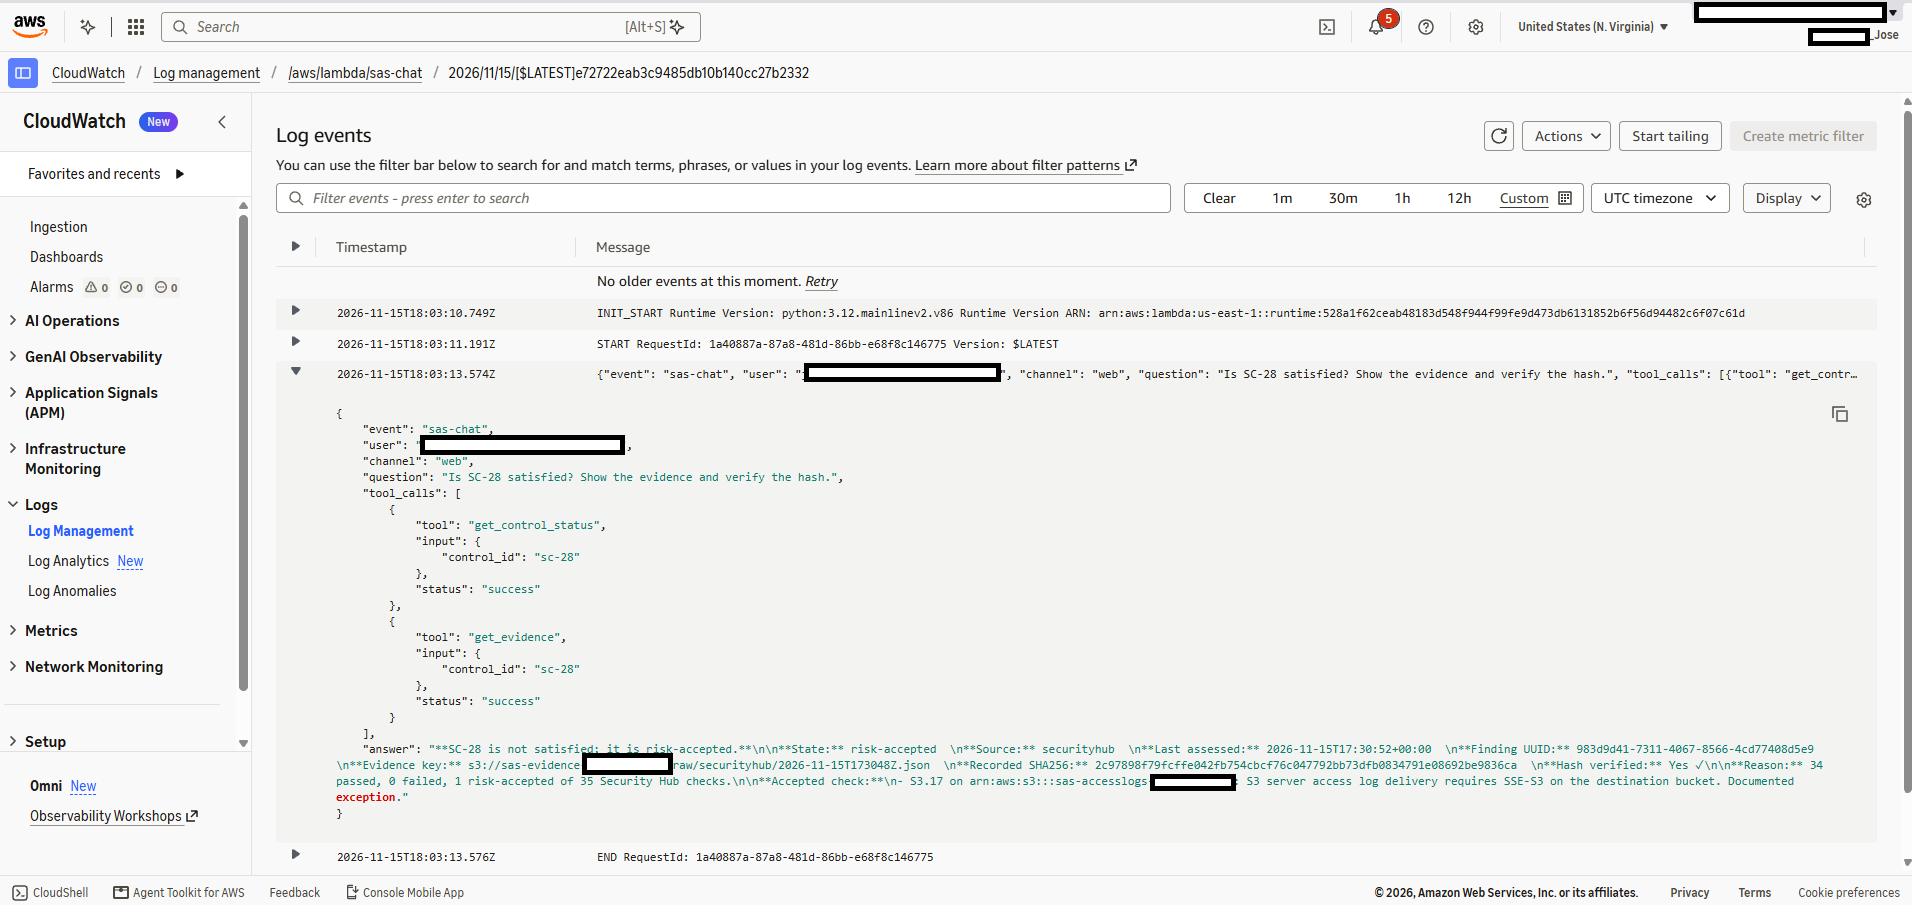 aws
Search [Alt+S]
5
United States (N. Virginia)
_Jose
CloudWatch / Log management / /aws/lambda/sas-chat / 2026/11/15/[$LATEST]e72722eab3c9485db10b140cc27b2332
CloudWatch New
Favorites and recents
Ingestion
Dashboards
Alarms 0 0 0
AI Operations
GenAI Observability
Application Signals
(APM)
Infrastructure
Monitoring
Logs
Log Management
Log Analytics New
Log Anomalies
Metrics
Network Monitoring
Setup
Omni New
Observability Workshops
Log events
Actions
Start tailing
Create metric filter
You can use the filter bar below to search for and match terms, phrases, or values in your log events. Learn more about filter patterns
Filter events - press enter to search
Clear 1m 30m 1h 12h Custom
UTC timezone
Display
Timestamp Message
No older events at this moment. Retry
2026-11-15T18:03:10.749Z INIT_START Runtime Version: python:3.12.mainlinev2.v86 Runtime Version ARN: arn:aws:lambda:us-east-1::runtime:528a1f62ceab48183d548f944f99fe9d473db6131852b6f56d94482c6f07c61d
2026-11-15T18:03:11.191Z START RequestId: 1a40887a-87a8-481d-86bb-e68f8c146775 Version: $LATEST
2026-11-15T18:03:13.574Z {"event": "sas-chat", "user": " ", "channel": "web", "question": "Is SC-28 satisfied? Show the evidence and verify the hash.", "tool_calls": [{"tool": "get_contr…
{
"event": "sas-chat",
"user": " ,
"channel": "web",
"question": "Is SC-28 satisfied? Show the evidence and verify the hash.",
"tool_calls": [
{
"tool": "get_control_status",
"input": {
"control_id": "sc-28"
},
"status": "success"
},
{
"tool": "get_evidence",
"input": {
"control_id": "sc-28"
},
"status": "success"
}
],
"answer": "**SC-28 is not satisfied; it is risk-accepted.**\n\n**State:** risk-accepted  \n**Source:** securityhub  \n**Last assessed:** 2026-11-15T17:30:52+00:00  \n**Finding UUID:** 983d9d41-7311-4067-8566-4cd77408d5e9
\n**Evidence key:** s3://sas-evidence raw/securityhub/2026-11-15T173048Z.json  \n**Recorded SHA256:** 2c97898f79fcffe042fb754cbcf76c047792bb73dfb0834791e08692be9836ca  \n**Hash verified:** Yes ✓\n\n**Reason:** 34
passed, 0 failed, 1 risk-accepted of 35 Security Hub checks.\n\n**Accepted check:**\n- S3.17 on arn:aws:s3:::sas-accesslogs : S3 server access log delivery requires SSE-S3 on the destination bucket. Documented
exception."
}
2026-11-15T18:03:13.576Z END RequestId: 1a40887a-87a8-481d-86bb-e68f8c146775
CloudShell Agent Toolkit for AWS Feedback Console Mobile App © 2026, Amazon Web Services, Inc. or its affiliates. Privacy Terms Cookie preferences